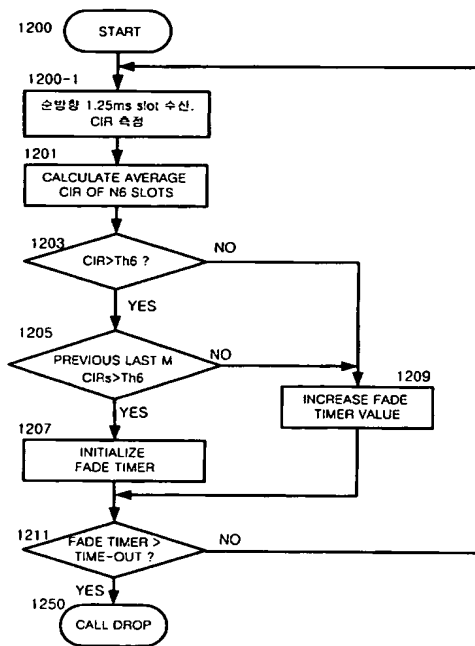 1200
START
1200-1
순방향 1.25ms slot 수신,
CIR 측정
1201
CALCULATE AVERAGE
CIR OF N6 SLOTS
1203
CIR>Th6 ?
NO
YES
1205
PREVIOUS LAST M
CIRs>Th6
NO
YES
1209
INCREASE FADE
TIMER VALUE
1207
INITIALIZE
FADE TIMER
1211
FADE TIMER >
TIME-OUT ?
NO
YES
1250
CALL DROP